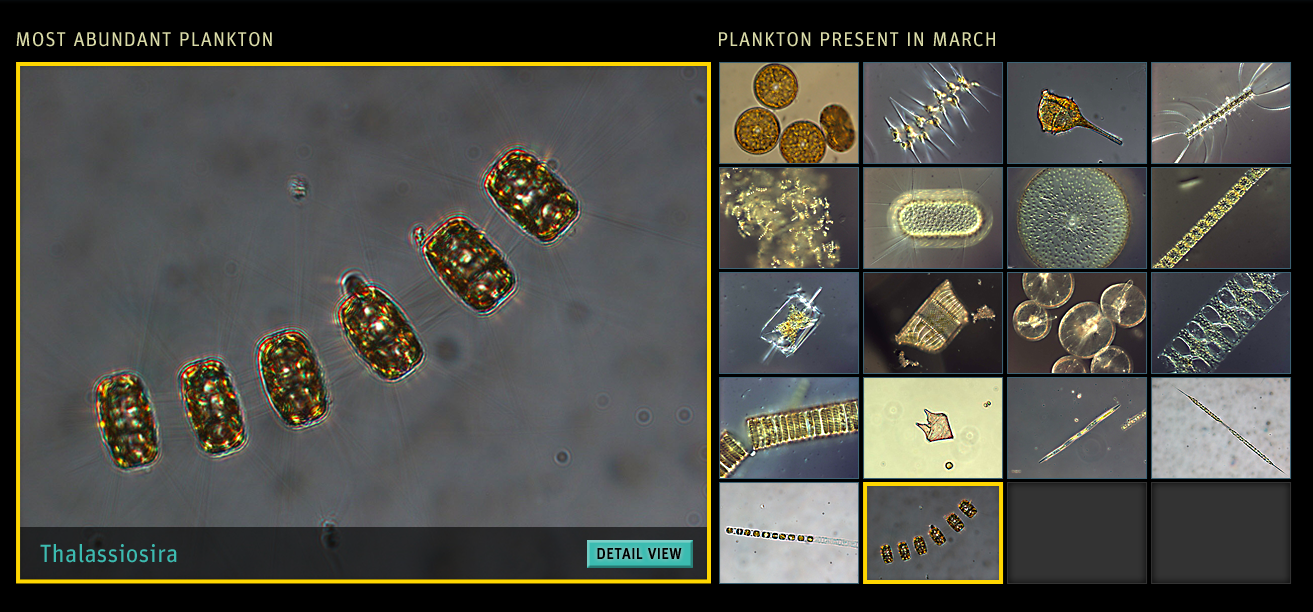 MOST ABUNDANT PLANKTON
PLANKTON PRESENT IN MARCH
Thalassiosira
DETAIL VIEW